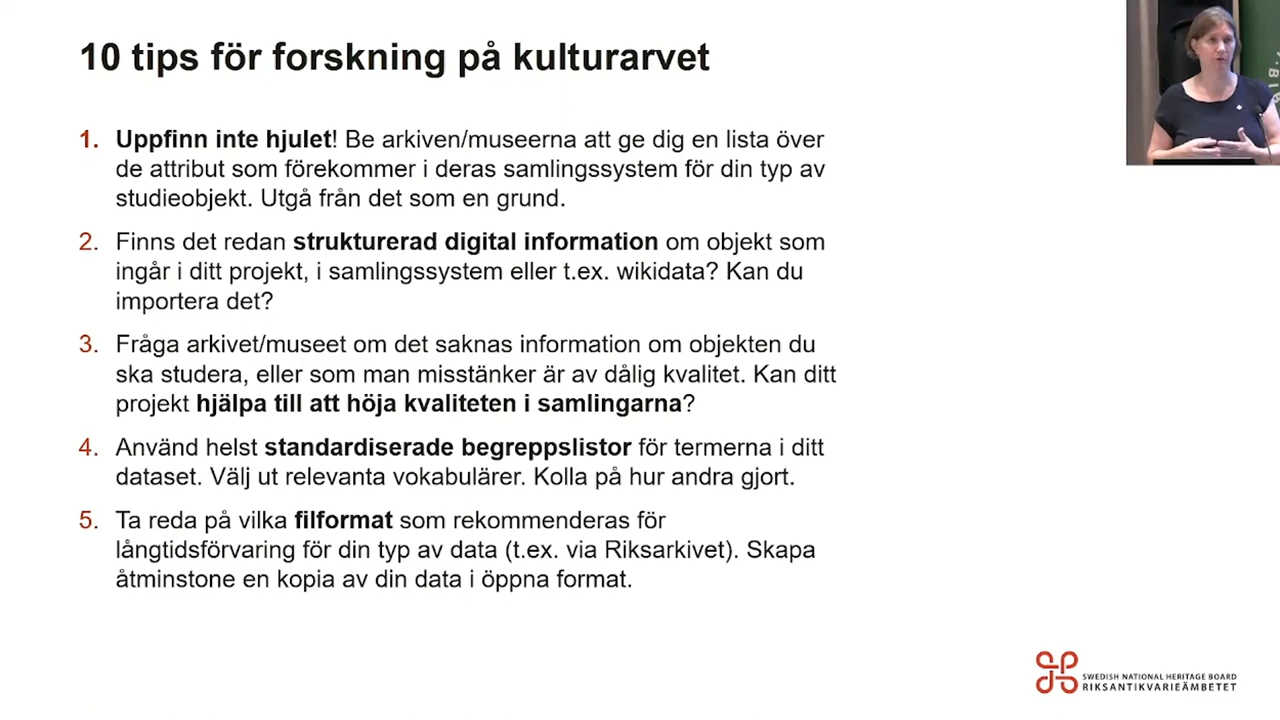 10 tips för forskning på kulturarvet
1. Uppfinn inte hjulet! Be arkiven/museerna att ge dig en lista över
de attribut som förekommer i deras samlingssystem för din typ av
studieobjekt. Utgå från det som en grund.
2. Finns det redan strukturerad digital information om objekt som
ingår i ditt projekt, i samlingssystem eller t.ex. wikidata? Kan du
importera det?
3. Fråga arkivet/museet om det saknas information om objekten du
ska studera, eller som man misstänker är av dålig kvalitet. Kan ditt
projekt hjälpa till att höja kvaliteten i samlingarna?
4. Använd helst standardiserade begreppslistor för termerna i ditt
dataset. Välj ut relevanta vokabulärer. Kolla på hur andra gjort.
5. Ta reda på vilka filformat som rekommenderas för
långtidsförvaring för din typ av data (t.ex. via Riksarkivet). Skapa
åtminstone en kopia av din data i öppna format.
SWEDISH NATIONAL HERITAGE BOARD
RIKSANTIKVARIEÄMBETET